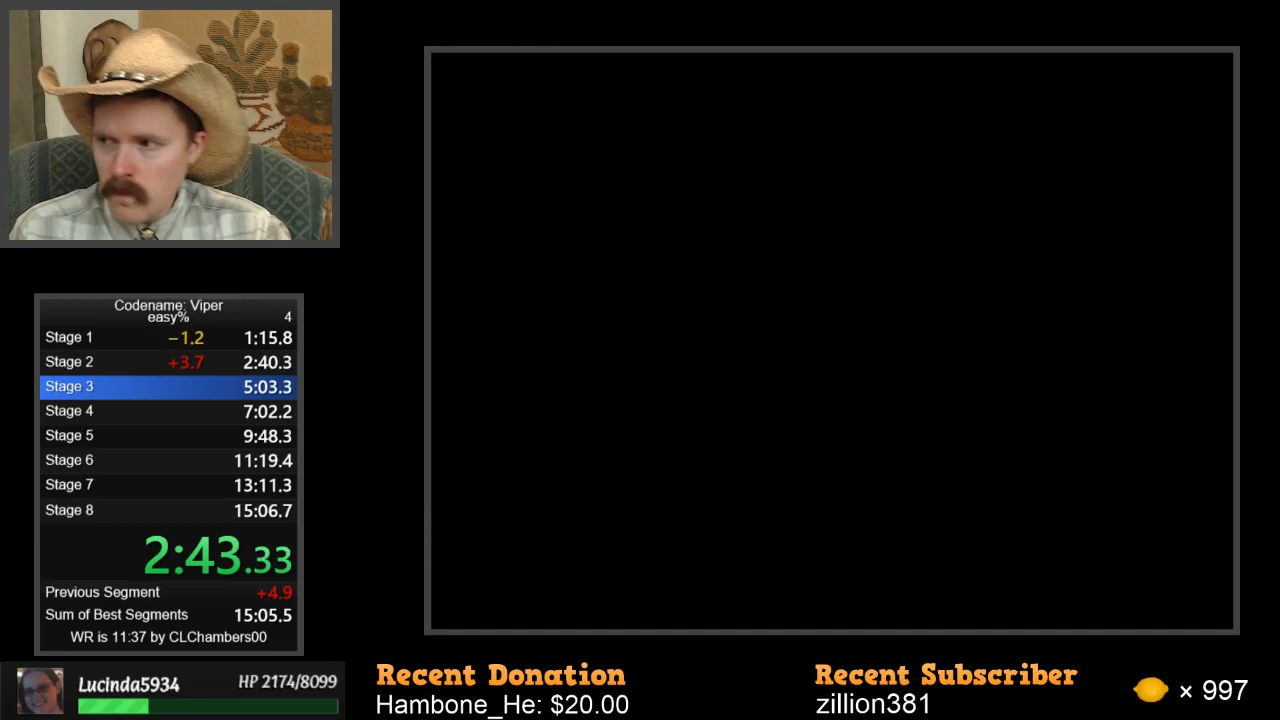 Codename: Viper
easy% 4
Stage 1 −1.2 1:15.8
Stage 2 +3.7 2:40.3
Stage 3 5:03.3
Stage 4 7:02.2
Stage 5 9:48.3
Stage 6 11:19.4
Stage 7 13:11.3
Stage 8 15:06.7
2:43.33
Previous Segment +4.9
Sum of Best Segments 15:05.5
WR is 11:37 by CLChambers00
Lucinda5934 HP 2174/8099
Recent Donation
Hambone_He: $20.00
Recent Subscriber
zillion381
× 997